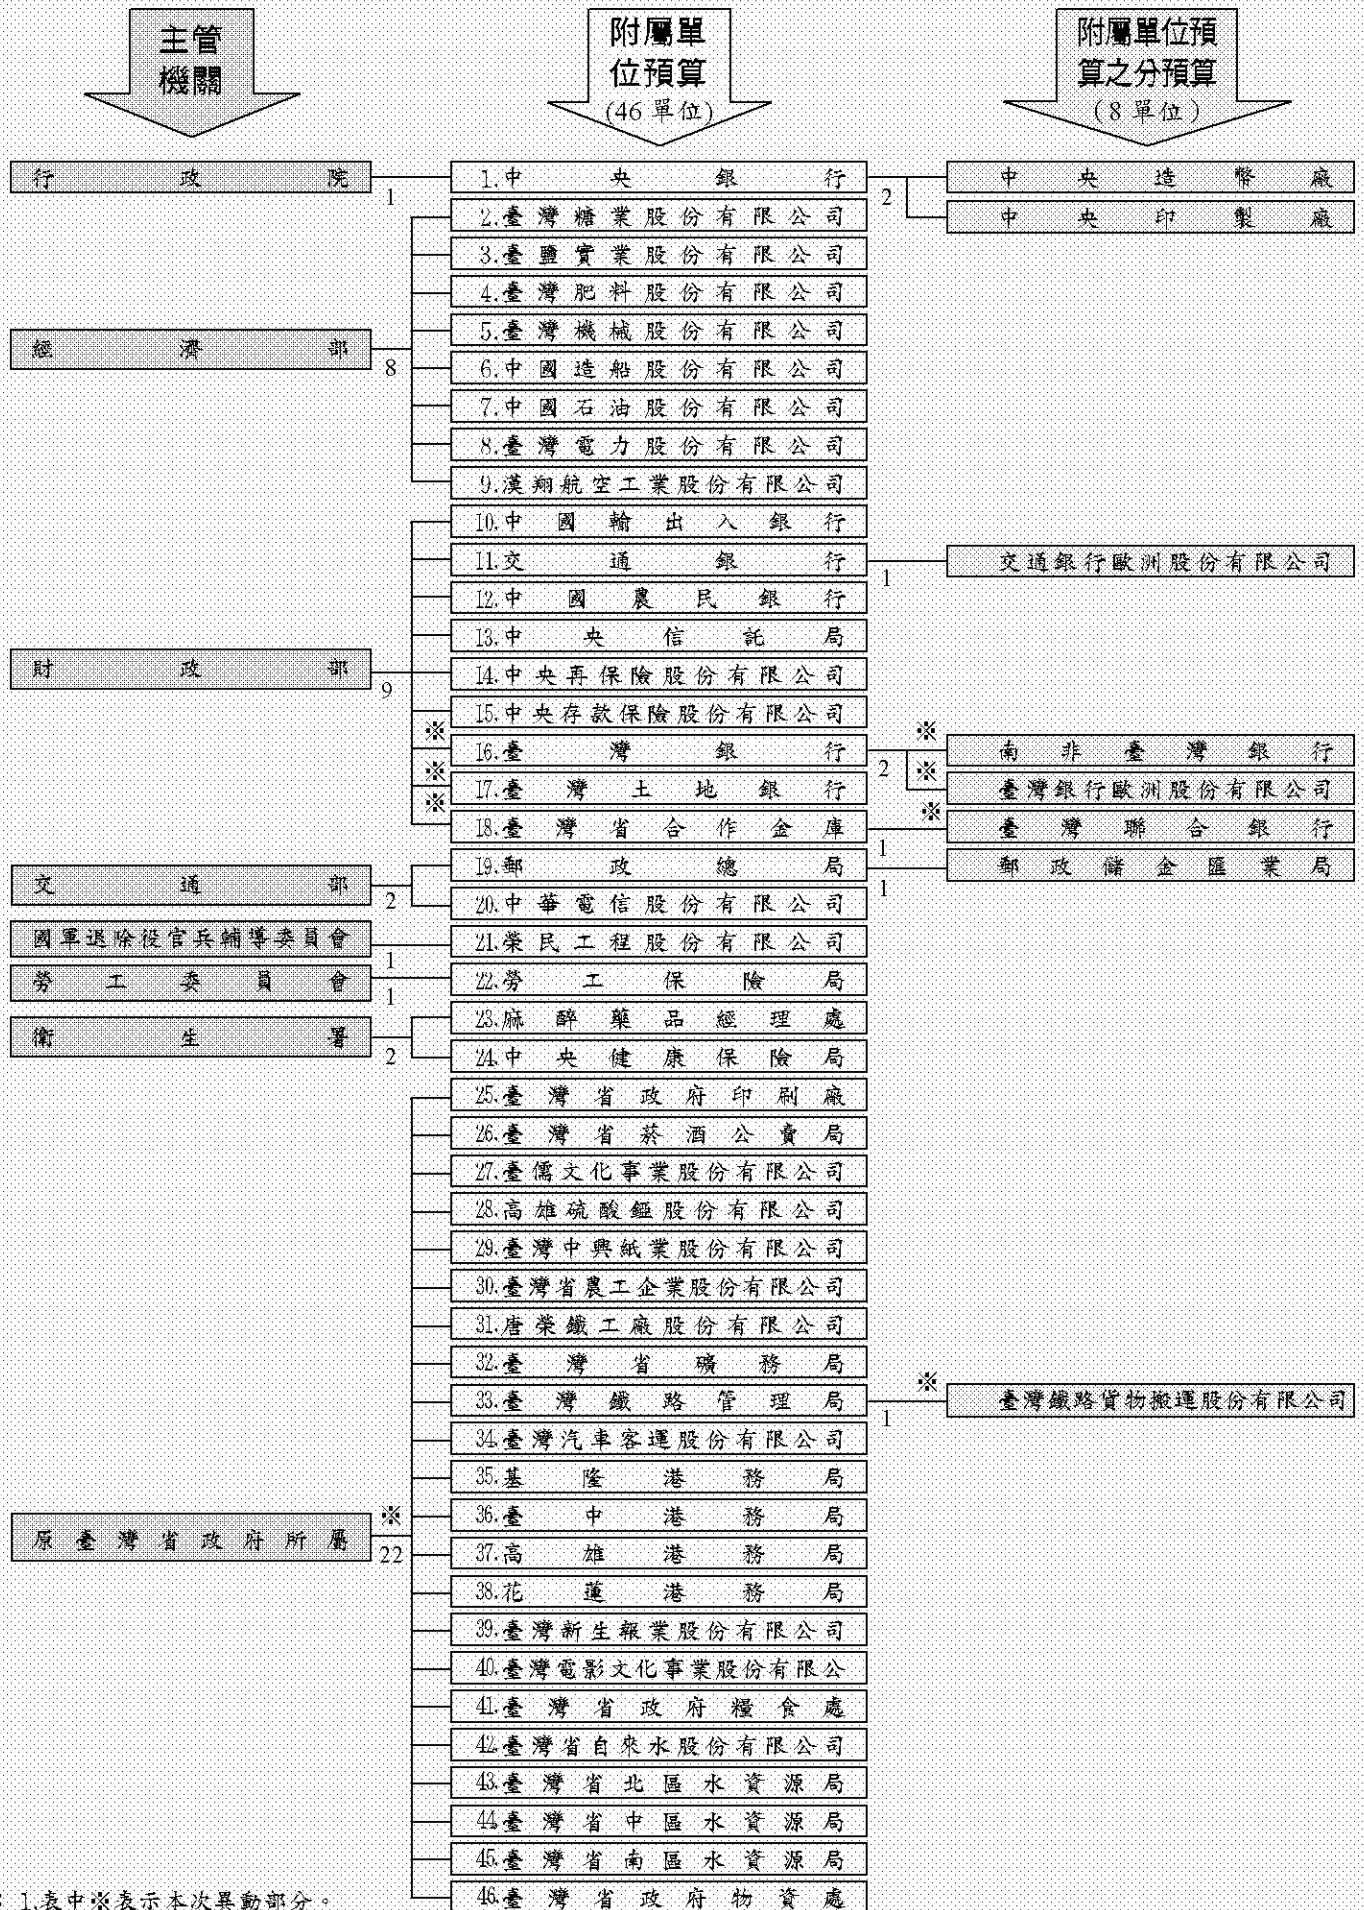 主管
機關
附屬單
位預算
(46 單位)
附屬單位預
算之分預算
(8 單位)
行政院
1
1.中央銀行
2
中央造幣廠
中央印製廠
2.臺灣糖業股份有限公司
3.臺鹽實業股份有限公司
4.臺灣肥料股份有限公司
5.臺灣機械股份有限公司
經濟部
8
6.中國造船股份有限公司
7.中國石油股份有限公司
8.臺灣電力股份有限公司
9.漢翔航空工業股份有限公司
10.中國輸出入銀行
11.交通銀行
1
交通銀行歐洲股份有限公司
12.中國農民銀行
13.中央信託局
財政部
9
14.中央再保險股份有限公司
15.中央存款保險股份有限公司
※
16.臺灣銀行
2
※
南非臺灣銀行
※
17.臺灣土地銀行
※
臺灣銀行歐洲股份有限公司
※
18.臺灣省合作金庫
1
※
臺灣聯合銀行
19.郵政總局
1
郵政儲金匯業局
交通部
2
20.中華電信股份有限公司
國軍退除役官兵輔導委員會
1
21.榮民工程股份有限公司
勞工委員會
1
22.勞工保險局
23.麻醉藥品經理處
衛生署
2
24.中央健康保險局
25.臺灣省政府印刷廠
26.臺灣省菸酒公賣局
27.臺儒文化事業股份有限公司
28.高雄硫酸錏股份有限公司
29.臺灣中興紙業股份有限公司
30.臺灣省農工企業股份有限公司
31.唐榮鐵工廠股份有限公司
32.臺灣省礦務局
33.臺灣鐵路管理局
1
※
臺灣鐵路貨物搬運股份有限公司
34.臺灣汽車客運股份有限公司
35.基隆港務局
36.臺中港務局
原臺灣省政府所屬
※
22
37.高雄港務局
38.花蓮港務局
39.臺灣新生報業股份有限公司
40.臺灣電影文化事業股份有限公
41.臺灣省政府糧食處
42.臺灣省自來水股份有限公司
43.臺灣省北區水資源局
44.臺灣省中區水資源局
45.臺灣省南區水資源局
46.臺灣省政府物資處
: 1.表中※表示本次異動部分。